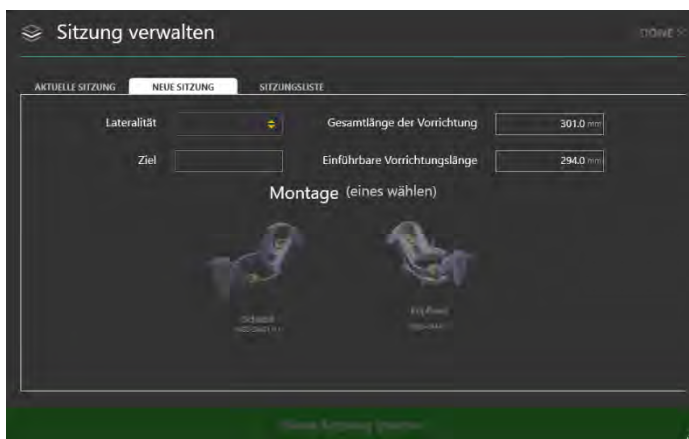 Sitzung verwalten
DONE
AKTUELLE SITZUNG NEUE SITZUNG SITZUNGSLISTE
Lateralität Gesamtlänge der Vorrichtung 301.0 mm
Ziel Einführbare Vorrichtungslänge 294.0 mm
Montage (eines wählen)